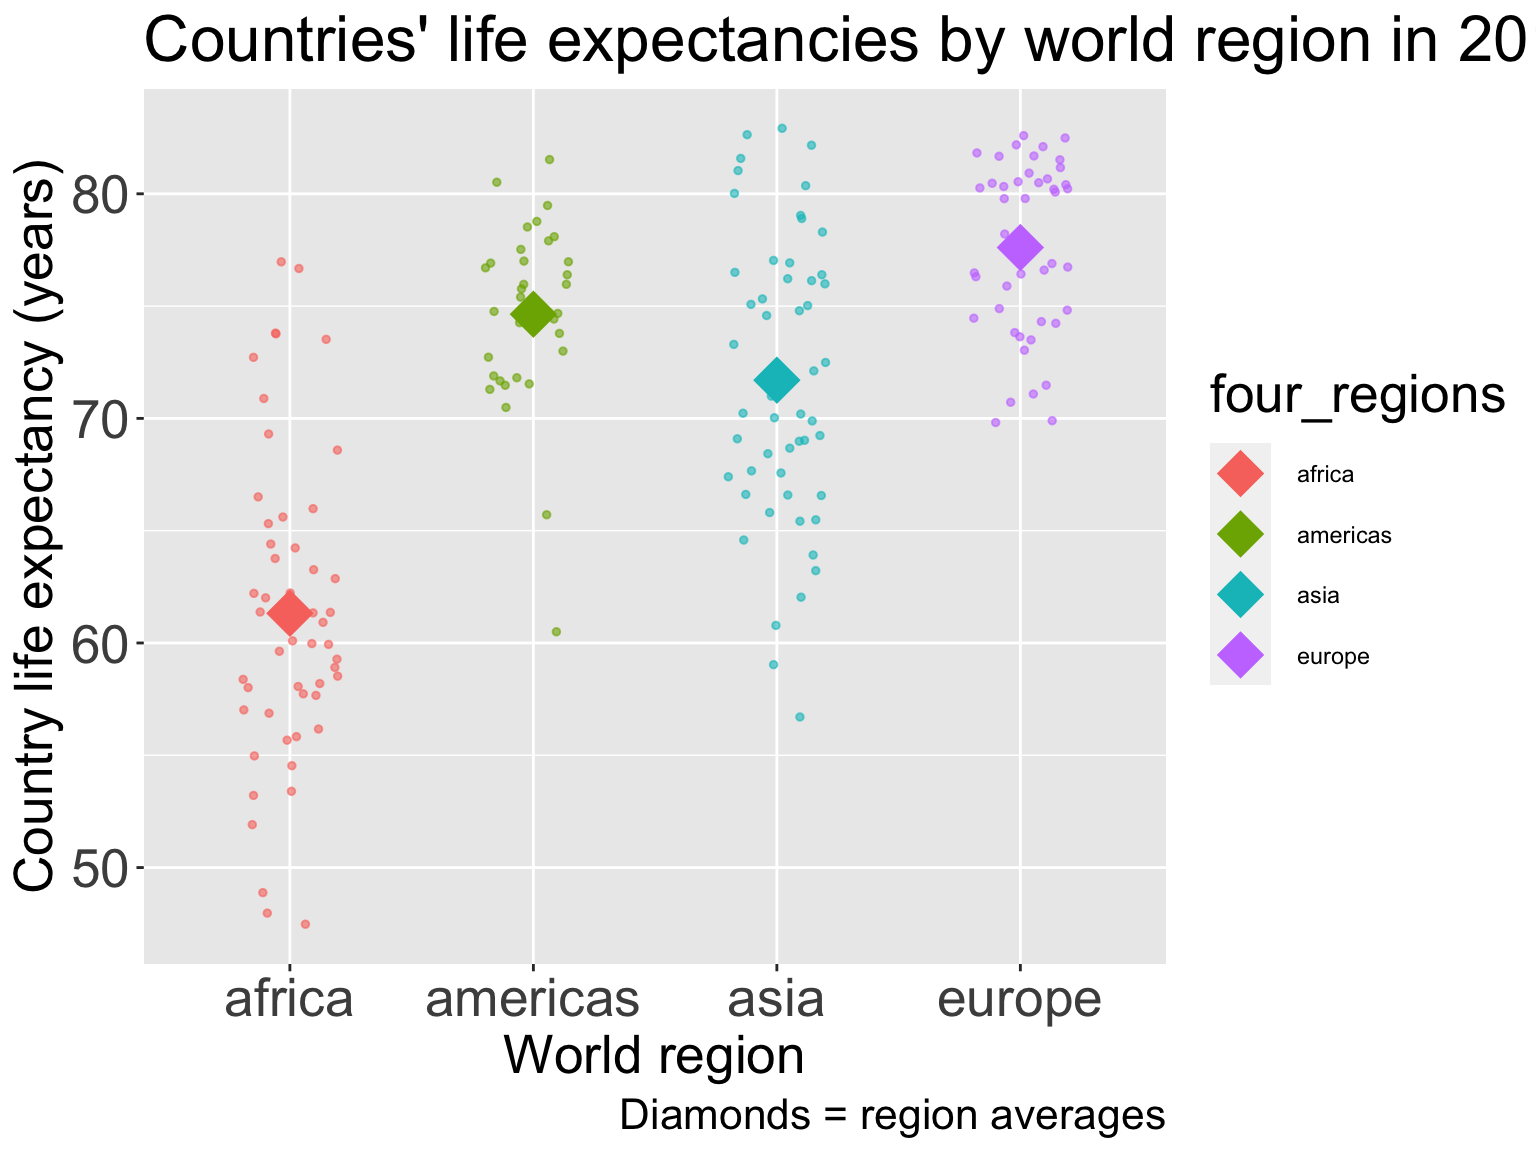 Countries' life expectancies by world region in 20
Country life expectancy (years)
80
70
60
50
africa americas asia europe
World region
Diamonds = region averages
four_regions
africa
americas
asia
europe